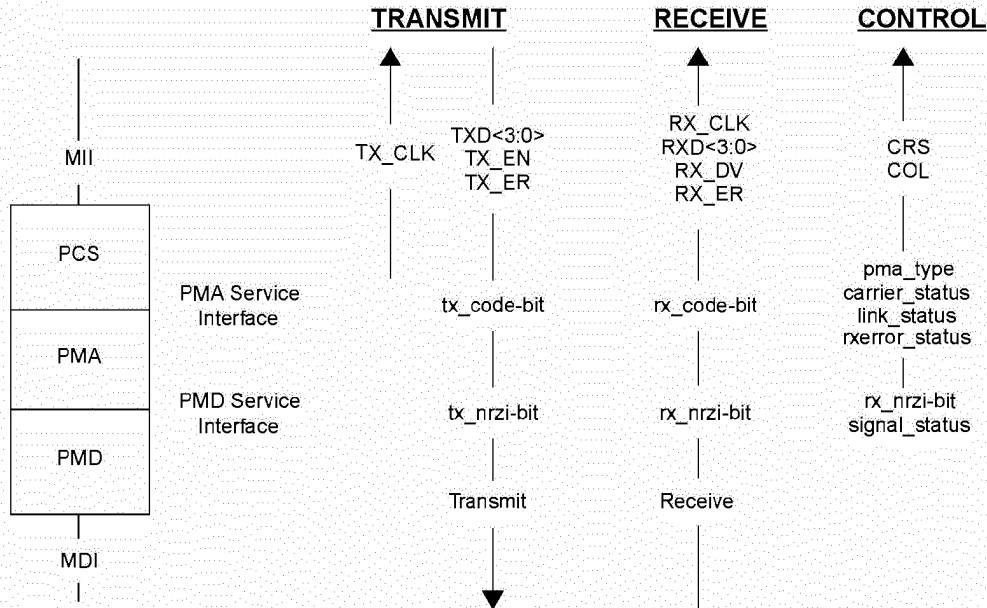 TRANSMIT RECEIVE CONTROL
MII
TX_CLK
TXD<3:0>
TX_EN
TX_ER
RX_CLK
RXD<3:0>
RX_DV
RX_ER
CRS
COL
PCS
PMA Service
Interface
tx_code-bit
rx_code-bit
pma_type
carrier_status
link_status
rxerror_status
PMA
PMD Service
Interface
tx_nrzi-bit
rx_nrzi-bit
rx_nrzi-bit
signal_status
PMD
Transmit
Receive
MDI